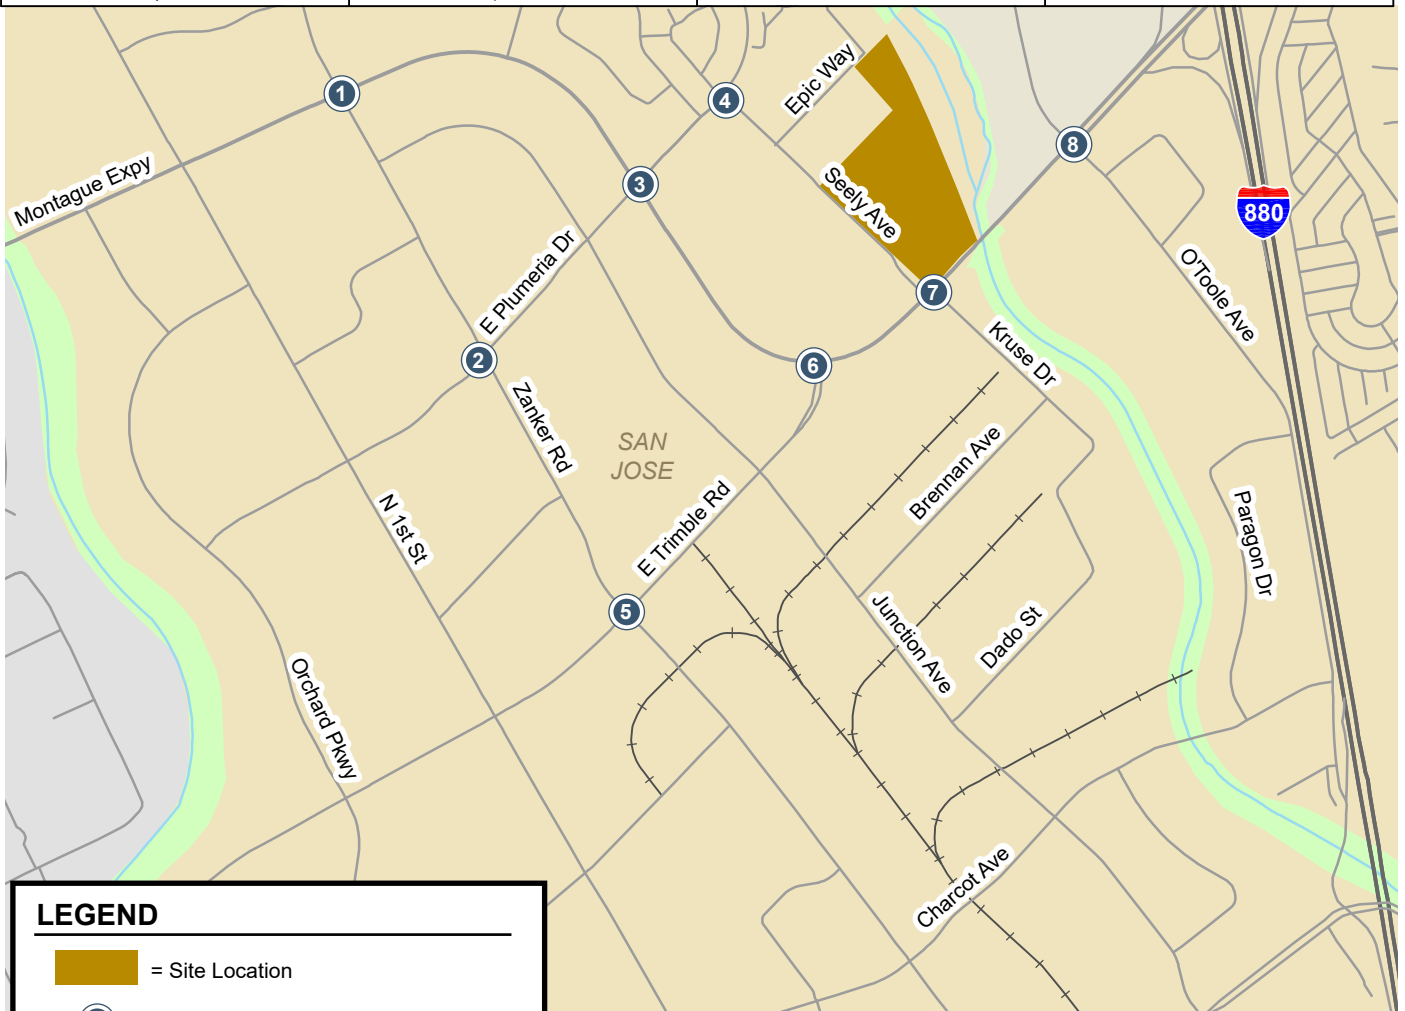 Epic Way
1
4
8
Montague Expy
3
Seely Ave
880
E Plumeria Dr
O'Toole Ave
7
Kruse Dr
2
6
Zanker Rd
SAN
JOSE
Brennan Ave
N 1st St
E Trimble Rd
Paragon Dr
5
Junction Ave
Dado St
Orchard Pkwy
Charcot Ave
LEGEND
= Site Location